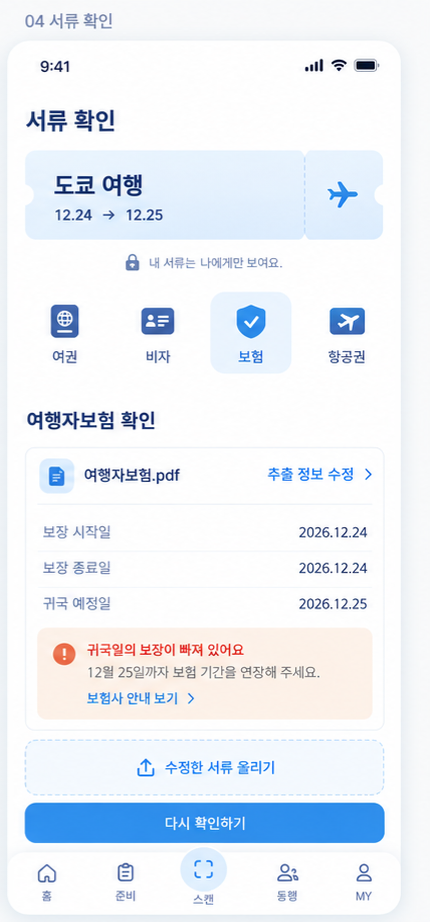 04 서류 확인
9:41
서류 확인
도쿄 여행
12.24 → 12.25
내 서류는 나에게만 보여요.
여권 비자 보험 항공권
여행자보험 확인
여행자보험.pdf 추출 정보 수정 >
보장 시작일 2026.12.24
보장 종료일 2026.12.24
귀국 예정일 2026.12.25
귀국일의 보장이 빠져 있어요
12월 25일까지 보험 기간을 연장해 주세요.
보험사 안내 보기 >
수정한 서류 올리기
다시 확인하기
홈 준비 스캔 동행 MY